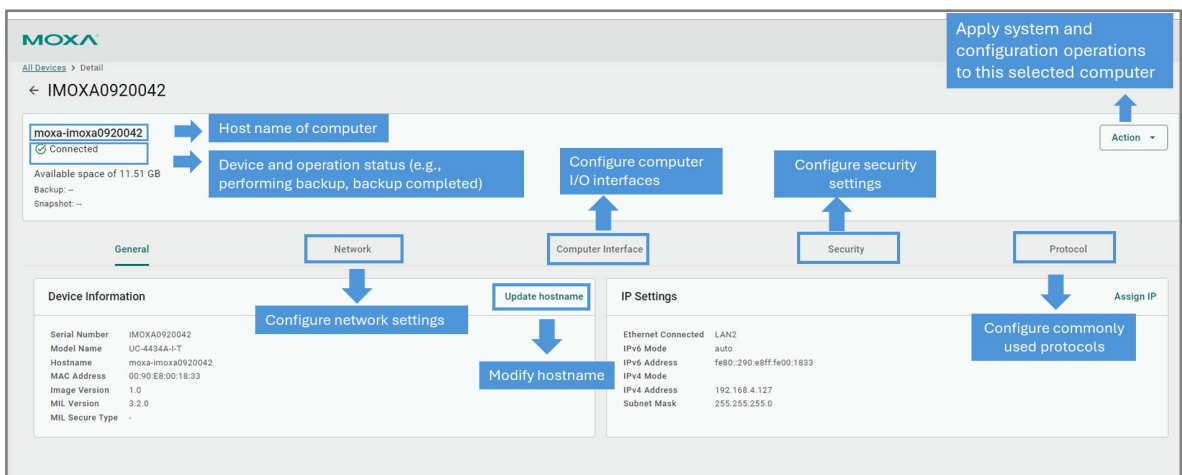 MOXA
Apply system and
configuration operations
to this selected computer
All Devices > Detail
← IMOXA0920042
moxa-imoxa0920042
Host name of computer
Action
Connected
Device and operation status (e.g.,
performing backup, backup completed)
Available space of 11.51 GB
Backup: --
Snapshot: --
Configure computer
I/O interfaces
Configure security
settings
General
Network
Computer Interface
Security
Protocol
Device Information
Update hostname
Configure network settings
Modify hostname
Serial Number IMOXA0920042
Model Name UC-4434A-I-T
Hostname moxa-imoxa0920042
MAC Address 00:90:E8:00:18:33
Image Version 1.0
MIL Version 3.2.0
MIL Secure Type -
IP Settings
Assign IP
Configure commonly
used protocols
Ethernet Connected LAN2
IPv6 Mode auto
IPv6 Address fe80::290:e8ff:fe00:1833
IPv4 Mode
IPv4 Address 192.168.4.127
Subnet Mask 255.255.255.0